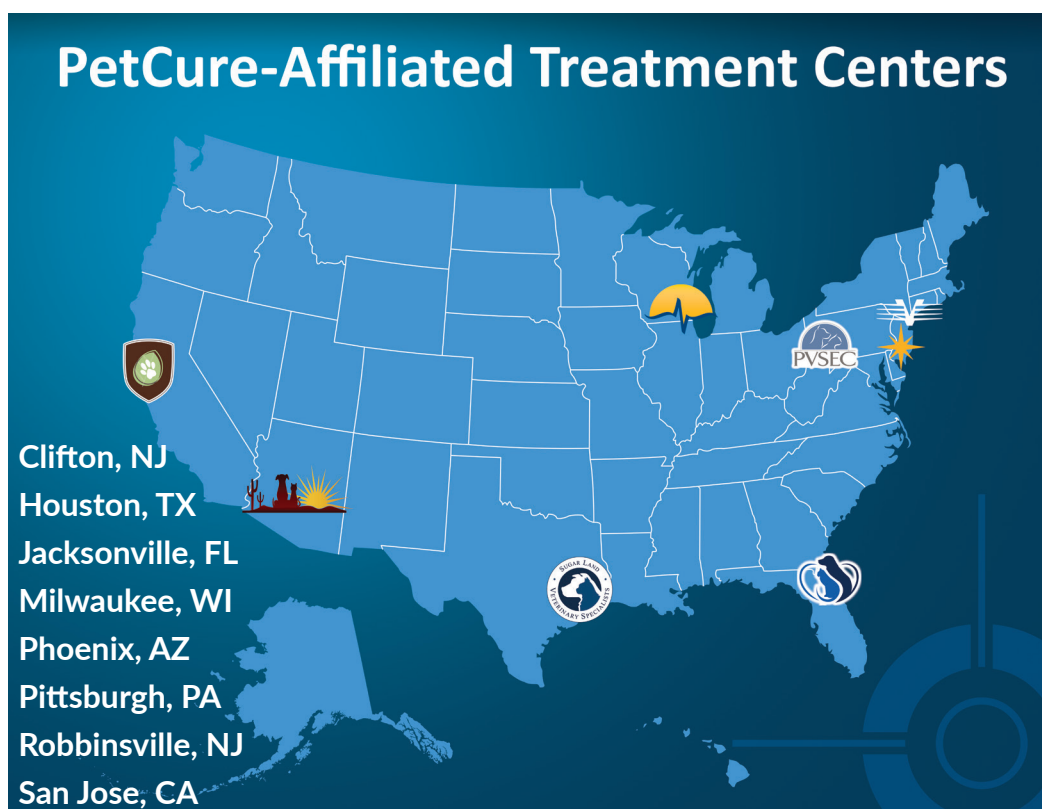 PetCure-Affiliated Treatment Centers
PVSEC
Clifton, NJ
Houston, TX
Jacksonville, FL
Milwaukee, WI
Phoenix, AZ
Pittsburgh, PA
Robbinsville, NJ
San Jose, CA
SUGAR LAND
VETERINARY SPECIALISTS